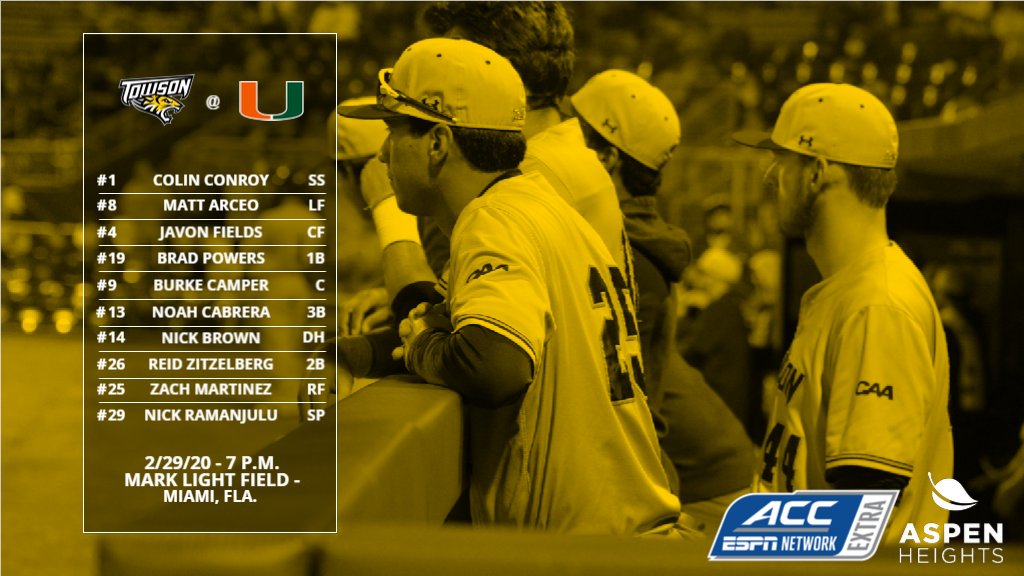 TOWSON
@
U
#1 COLIN CONROY SS
#8 MATT ARCEO LF
#4 JAVON FIELDS CF
#19 BRAD POWERS 1B
#9 BURKE CAMPER C
#13 NOAH CABRERA 3B
#14 NICK BROWN DH
#26 REID ZITZELBERG 2B
#25 ZACH MARTINEZ RF
#29 NICK RAMANJULU SP
2/29/20 - 7 P.M.
MARK LIGHT FIELD -
MIAMI, FLA.
CAA
CAA
44
ACC
ESPN NETWORK
EXTRA
ASPEN
HEIGHTS